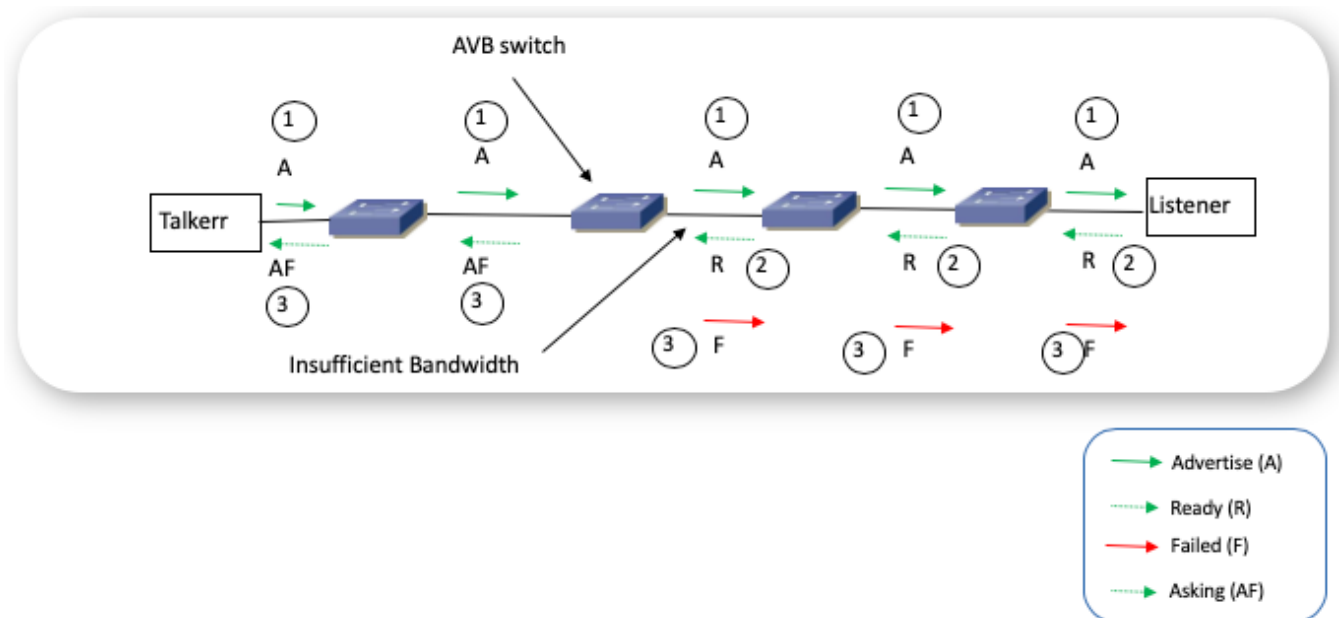 AVB switch
1 1 1 1 1
A A A A A
Talkerr Listener
AF AF R 2 R 2 R 2
3 3
3 F 3 F 3 F
Insufficient Bandwidth
Advertise (A)
Ready (R)
Failed (F)
Asking (AF)